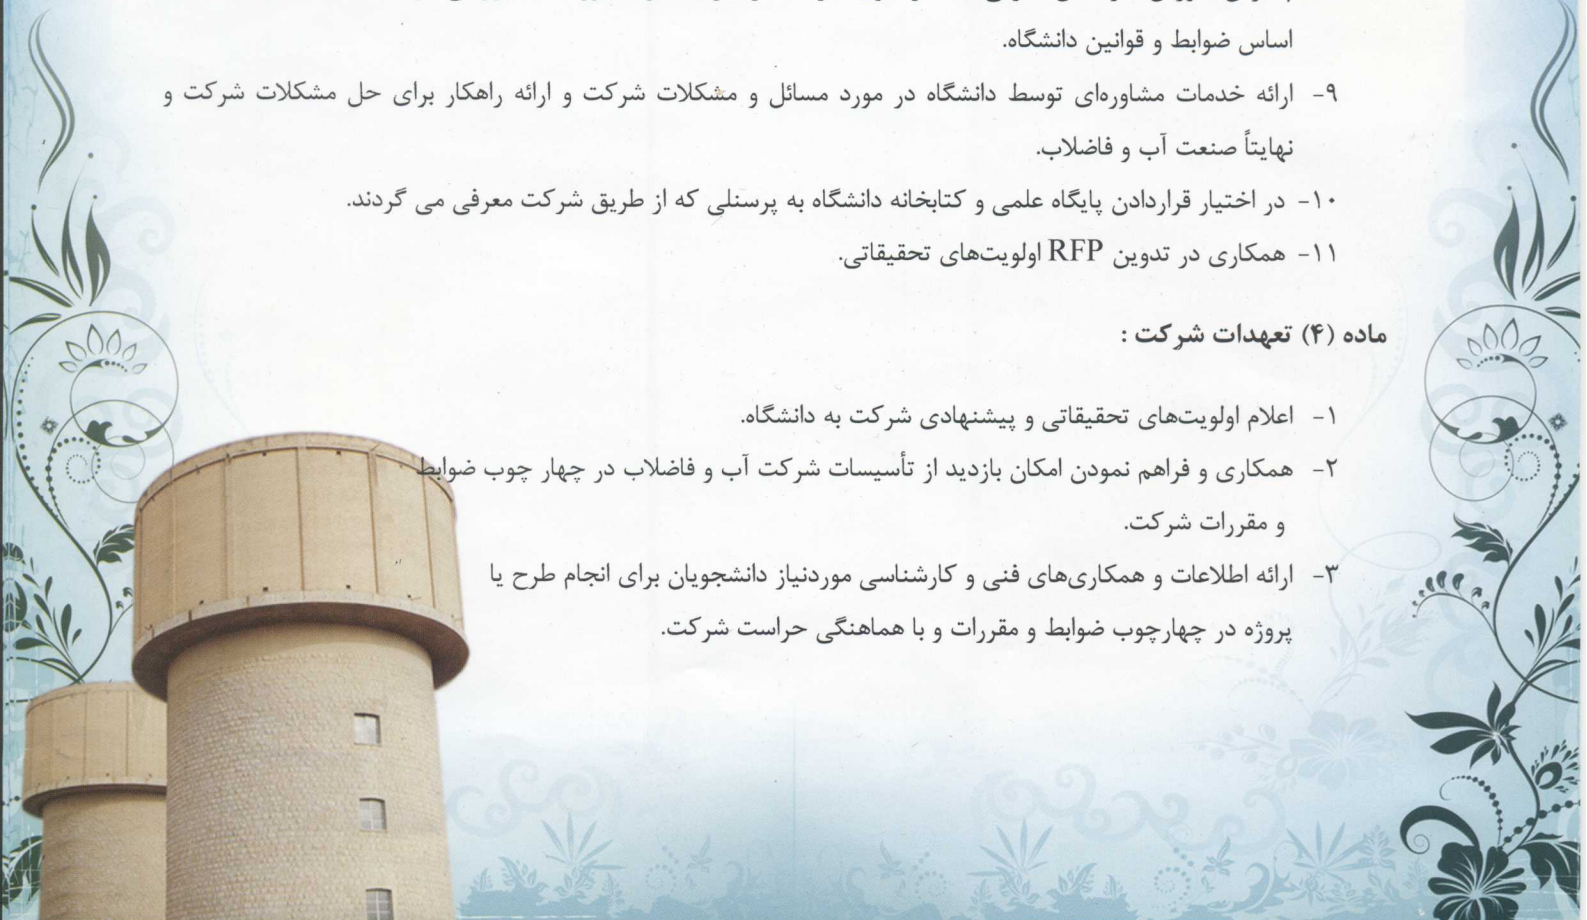 اساس ضوابط و قوانین دانشگاه.
۹- ارائه خدمات مشاوره‌ای توسط دانشگاه در مورد مسائل و مشکلات شرکت و ارائه راهکار برای حل مشکلات شرکت و
نهایتاً صنعت آب و فاضلاب.
۱۰- در اختیار قراردادن پایگاه علمی و کتابخانه دانشگاه به پرسنلی که از طریق شرکت معرفی می گردند.
۱۱- همکاری در تدوین RFP اولویت‌های تحقیقاتی.
ماده (۴) تعهدات شرکت :
۱- اعلام اولویت‌های تحقیقاتی و پیشنهادی شرکت به دانشگاه.
۲- همکاری و فراهم نمودن امکان بازدید از تأسیسات شرکت آب و فاضلاب در چهار چوب ضوابط
و مقررات شرکت.
۳- ارائه اطلاعات و همکاری‌های فنی و کارشناسی موردنیاز دانشجویان برای انجام طرح یا
پروژه در چهارچوب ضوابط و مقررات و با هماهنگی حراست شرکت.